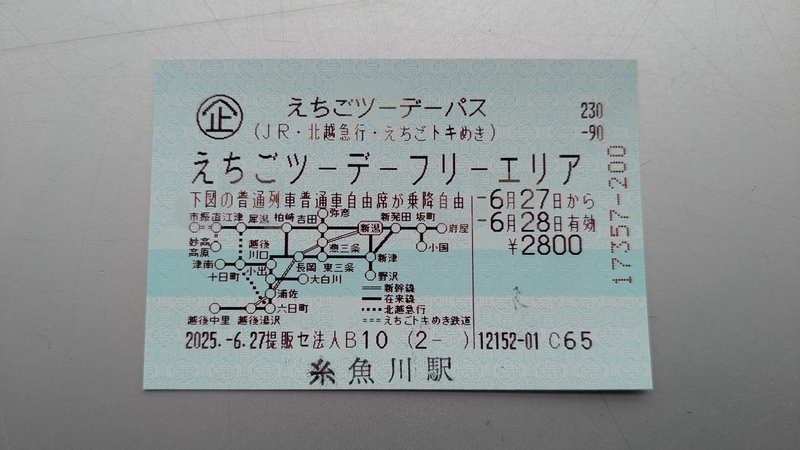 企 えちごツーデーパス 230
(JR・北越急行・えちごトキめき) -90
えちごツーデーフリーエリア
下図の普通列車普通車自由席が乗降自由
-6月27日から
-6月28日有効
¥2800
17357-200
弥彦
市振 直江津 犀潟 柏崎 吉田 新潟 新発田 坂町 府屋
妙高高原 越後川口 燕三条 小国
津南 十日町 小出 長岡 東三条 新津
大白川 野沢
浦佐
六日町
越後中里 越後湯沢
新幹線
在来線
北越急行
えちごトキめき鉄道
2025.-6.27提販セ法人B10 (2- ) 12152-01 C65
糸魚川駅